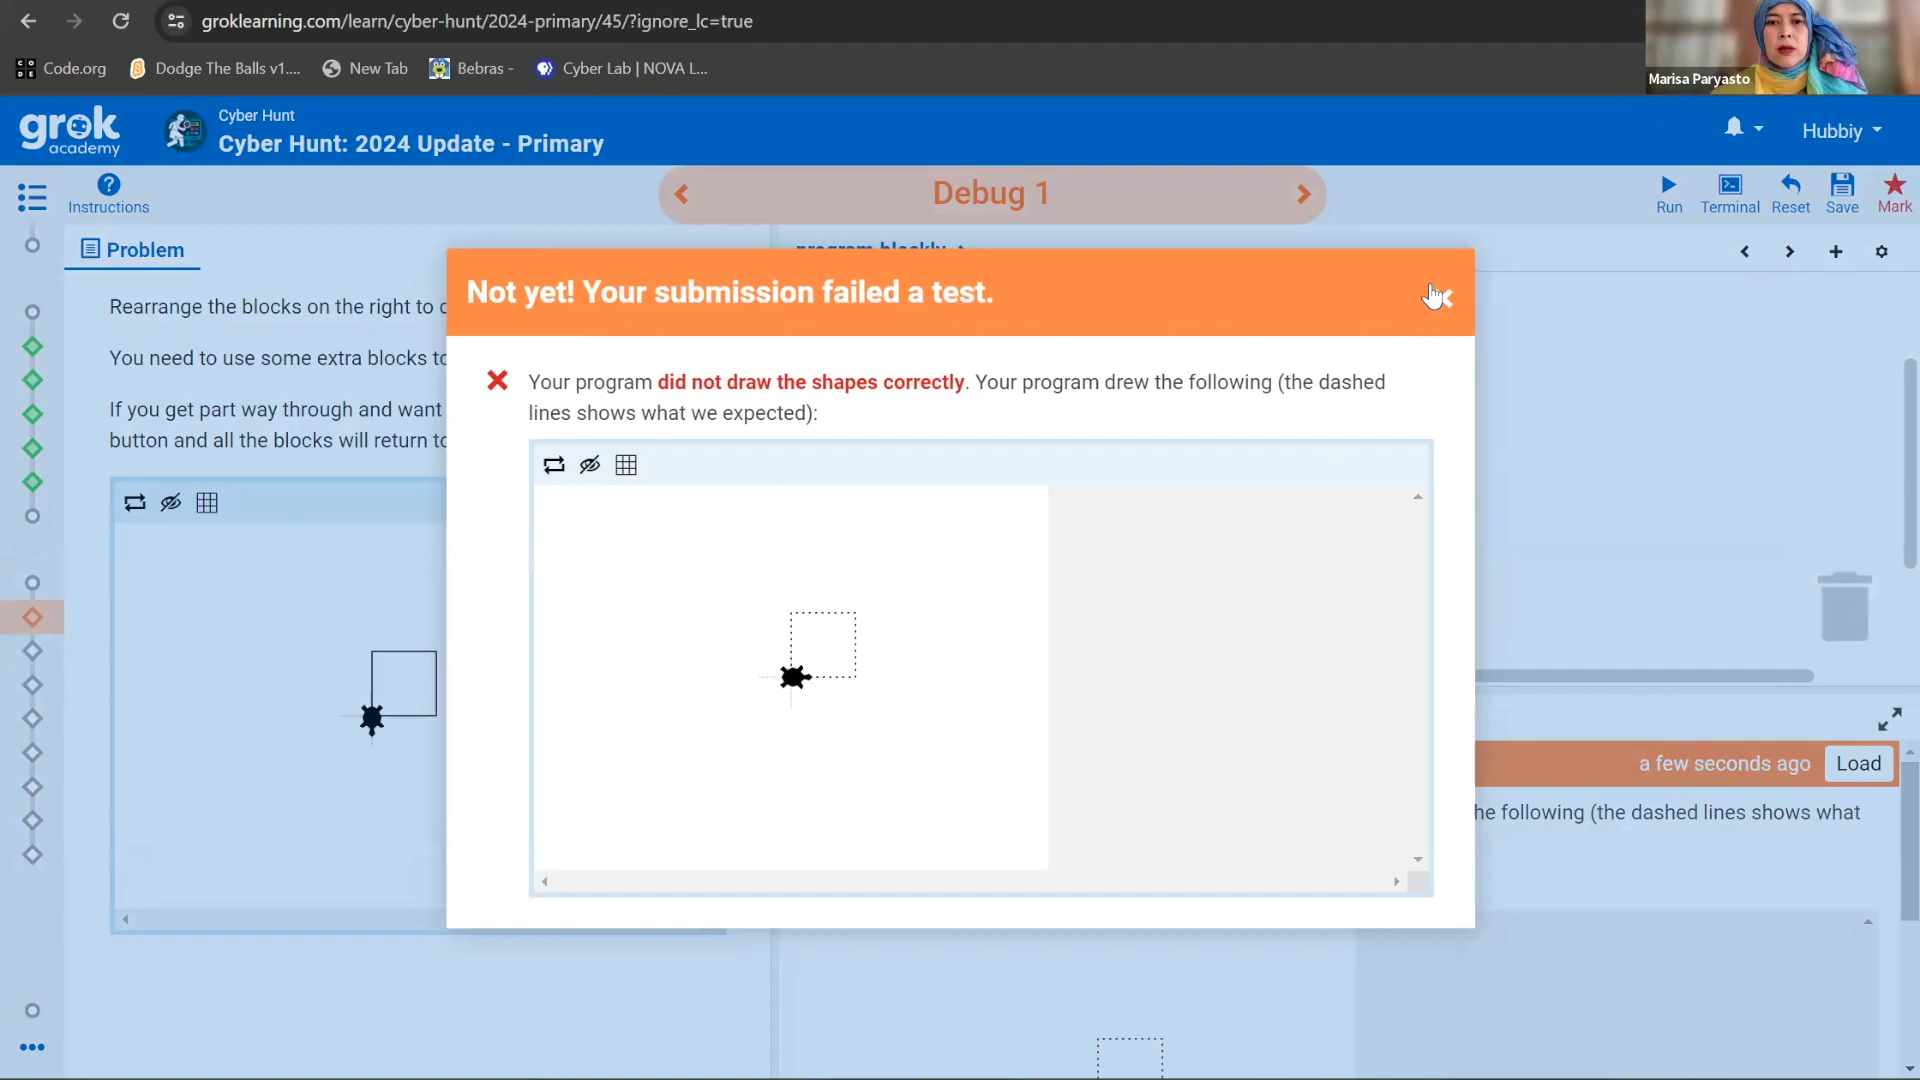 groklearning.com/learn/cyber-hunt/2024-primary/45/?ignore_lc=true
Code.org
Dodge The Balls v1....
New Tab
Bebras -
Cyber Lab | NOVA L...
Marisa Paryasto
grok
academy
Cyber Hunt
Cyber Hunt: 2024 Update - Primary
Hubbiy
Instructions
Debug 1
Run
Terminal
Reset
Save
Mark
Problem
program.blockly
Rearrange the blocks on the right to
You need to use some extra blocks to
If you get part way through and want
button and all the blocks will return to
Not yet! Your submission failed a test.
Your program did not draw the shapes correctly. Your program drew the following (the dashed
lines shows what we expected):
a few seconds ago
Load
he following (the dashed lines shows what